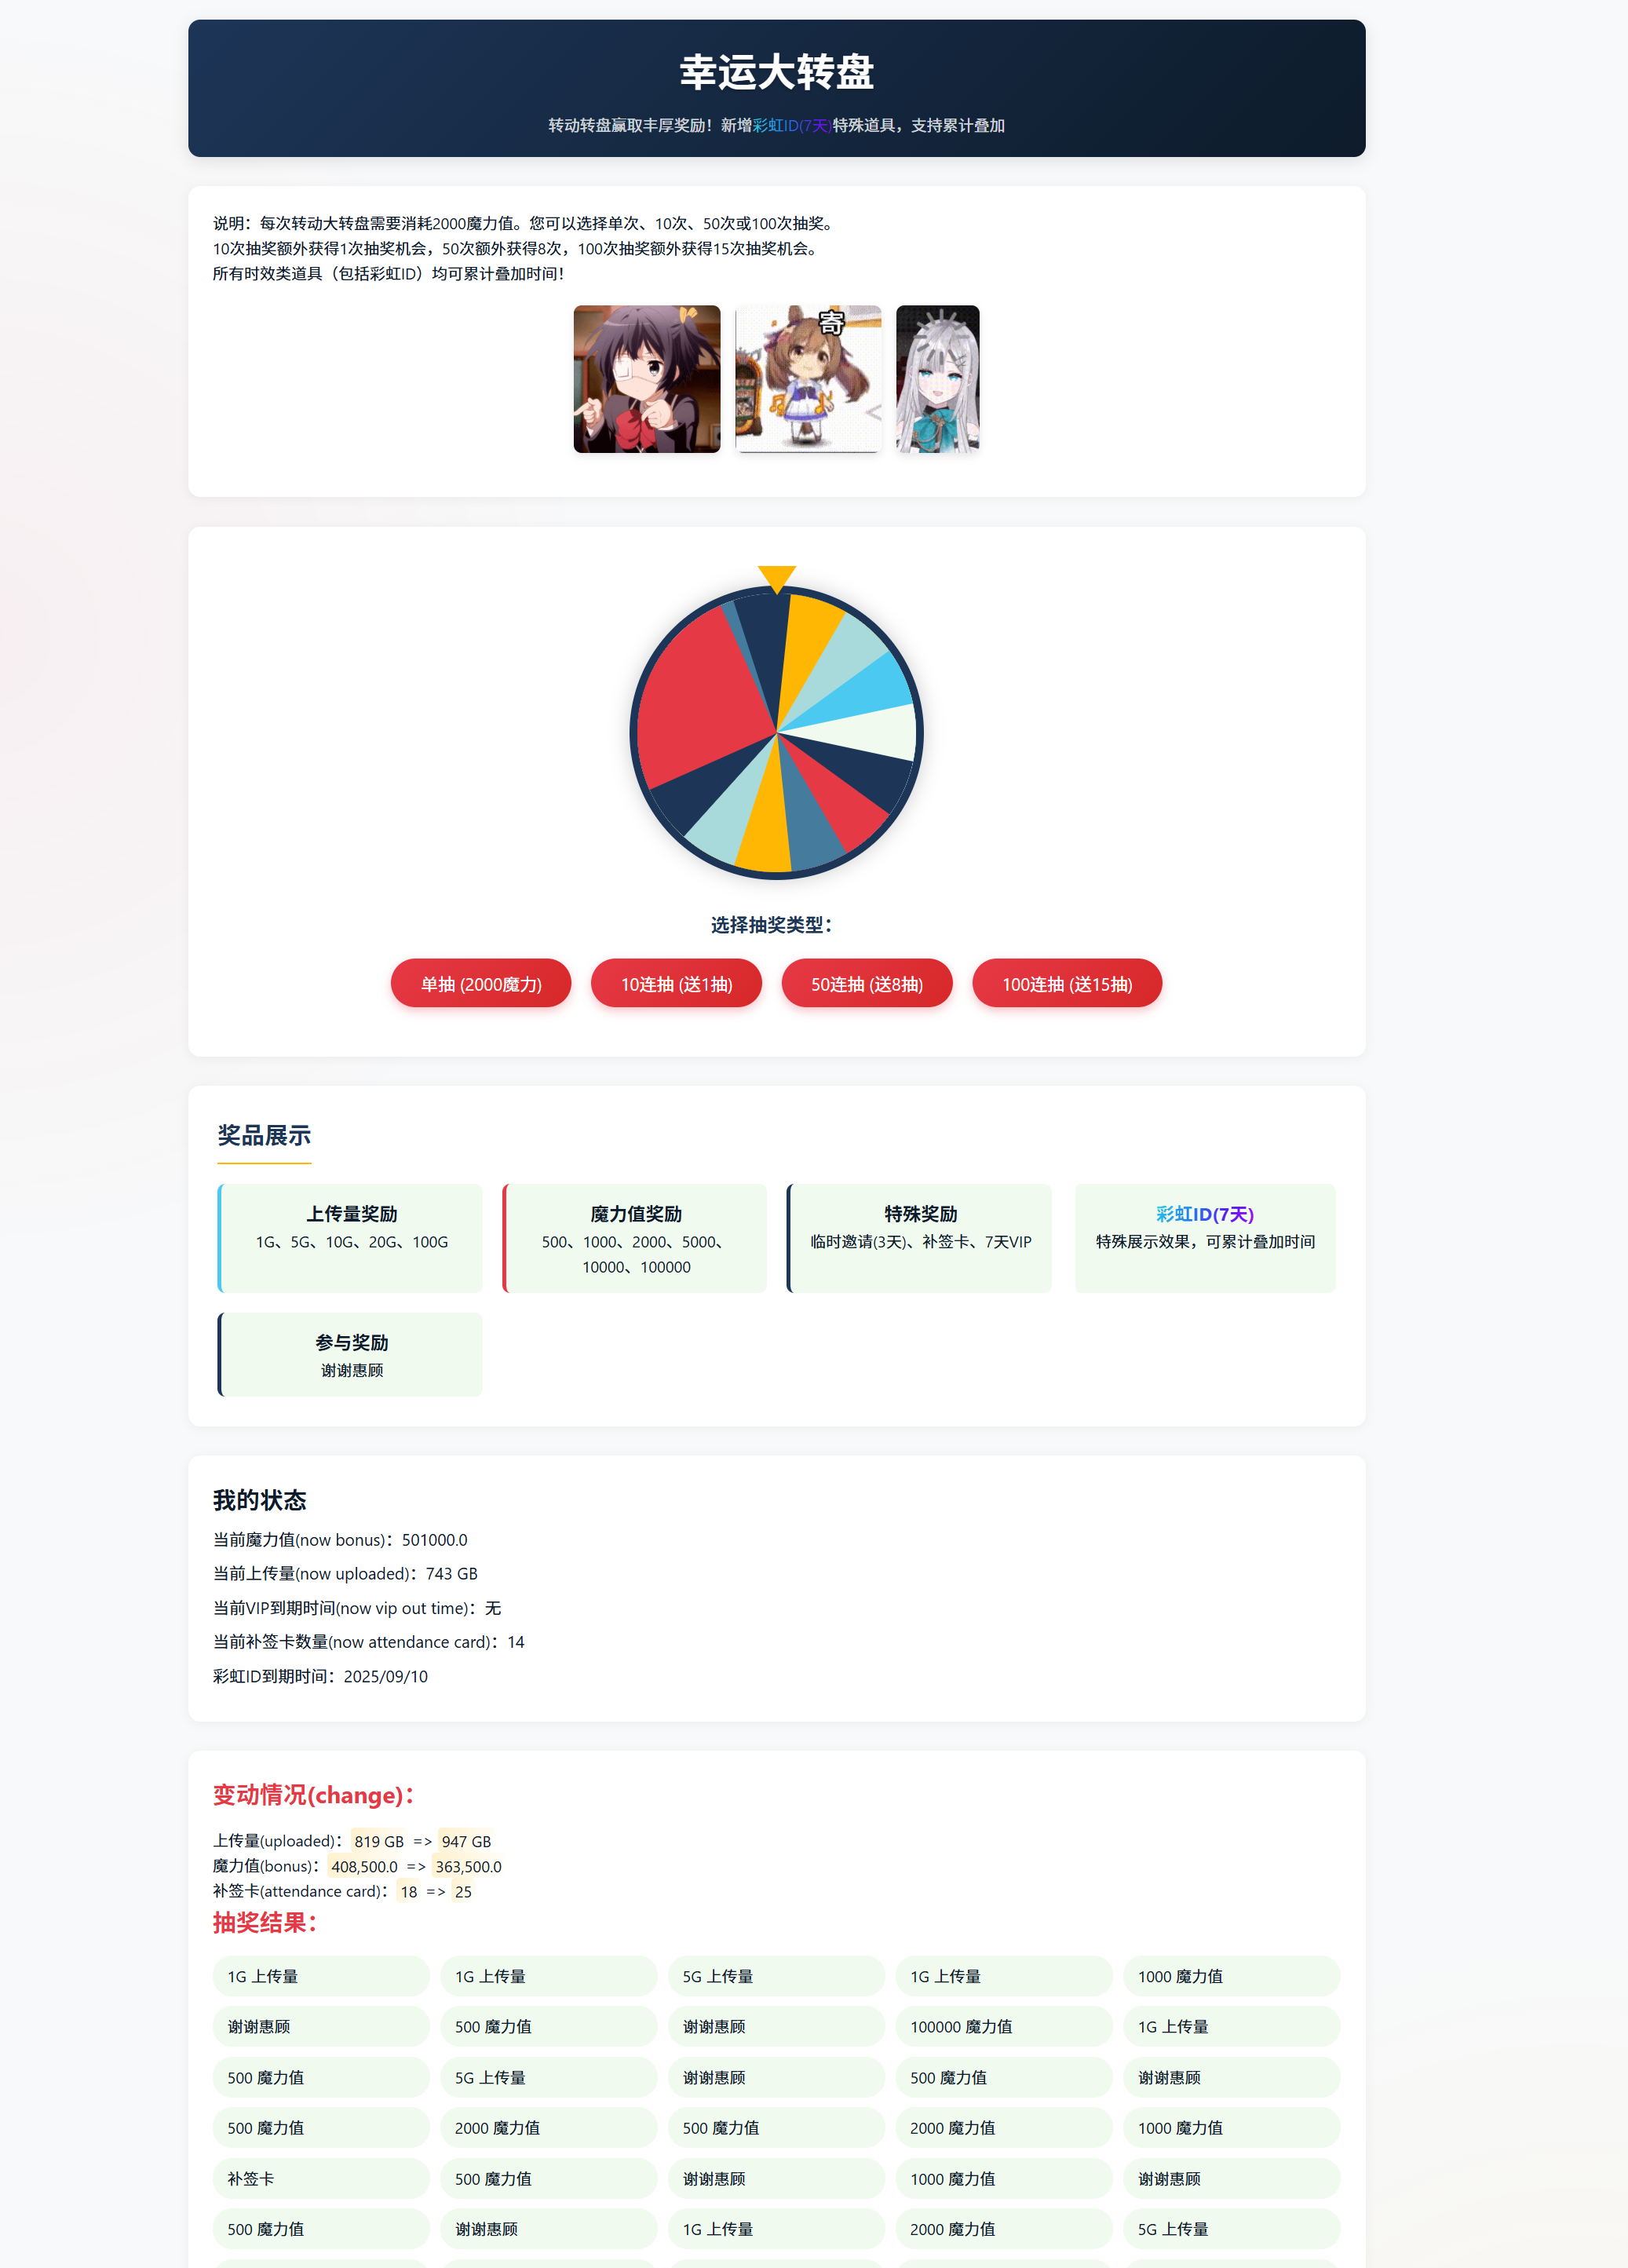 幸运大转盘
转动转盘赢取丰厚奖励！新增彩虹ID(7天)特殊道具，支持累计叠加
说明：每次转动大转盘需要消耗2000魔力值。您可以选择单次、10次、50次或100次抽奖。
10次抽奖额外获得1次抽奖机会，50次额外获得8次，100次抽奖额外获得15次抽奖机会。
所有时效类道具（包括彩虹ID）均可累计叠加时间！
寄
选择抽奖类型：
单抽 (2000魔力)
10连抽 (送1抽)
50连抽 (送8抽)
100连抽 (送15抽)
奖品展示
上传量奖励
1G、5G、10G、20G、100G
魔力值奖励
500、1000、2000、5000、
10000、100000
特殊奖励
临时邀请(3天)、补签卡、7天VIP
彩虹ID(7天)
特殊展示效果，可累计叠加时间
参与奖励
谢谢惠顾
我的状态
当前魔力值(now bonus)：501000.0
当前上传量(now uploaded)：743 GB
当前VIP到期时间(now vip out time)：无
当前补签卡数量(now attendance card)：14
彩虹ID到期时间：2025/09/10
变动情况(change)：
上传量(uploaded)： 819 GB => 947 GB
魔力值(bonus)： 408,500.0 => 363,500.0
补签卡(attendance card)： 18 => 25
抽奖结果：
1G 上传量 1G 上传量 5G 上传量 1G 上传量 1000 魔力值
谢谢惠顾 500 魔力值 谢谢惠顾 100000 魔力值 1G 上传量
500 魔力值 5G 上传量 谢谢惠顾 500 魔力值 谢谢惠顾
500 魔力值 2000 魔力值 500 魔力值 2000 魔力值 1000 魔力值
补签卡 500 魔力值 谢谢惠顾 1000 魔力值 谢谢惠顾
500 魔力值 谢谢惠顾 1G 上传量 2000 魔力值 5G 上传量